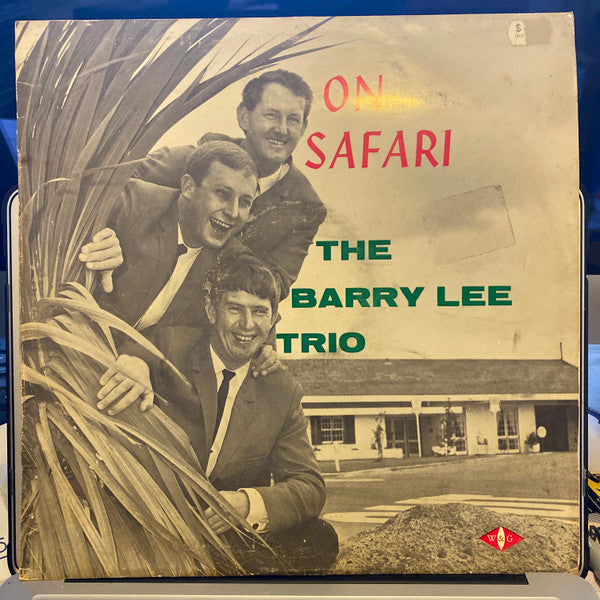 ON
SAFARI
THE
BARRY LEE
TRIO
W&G